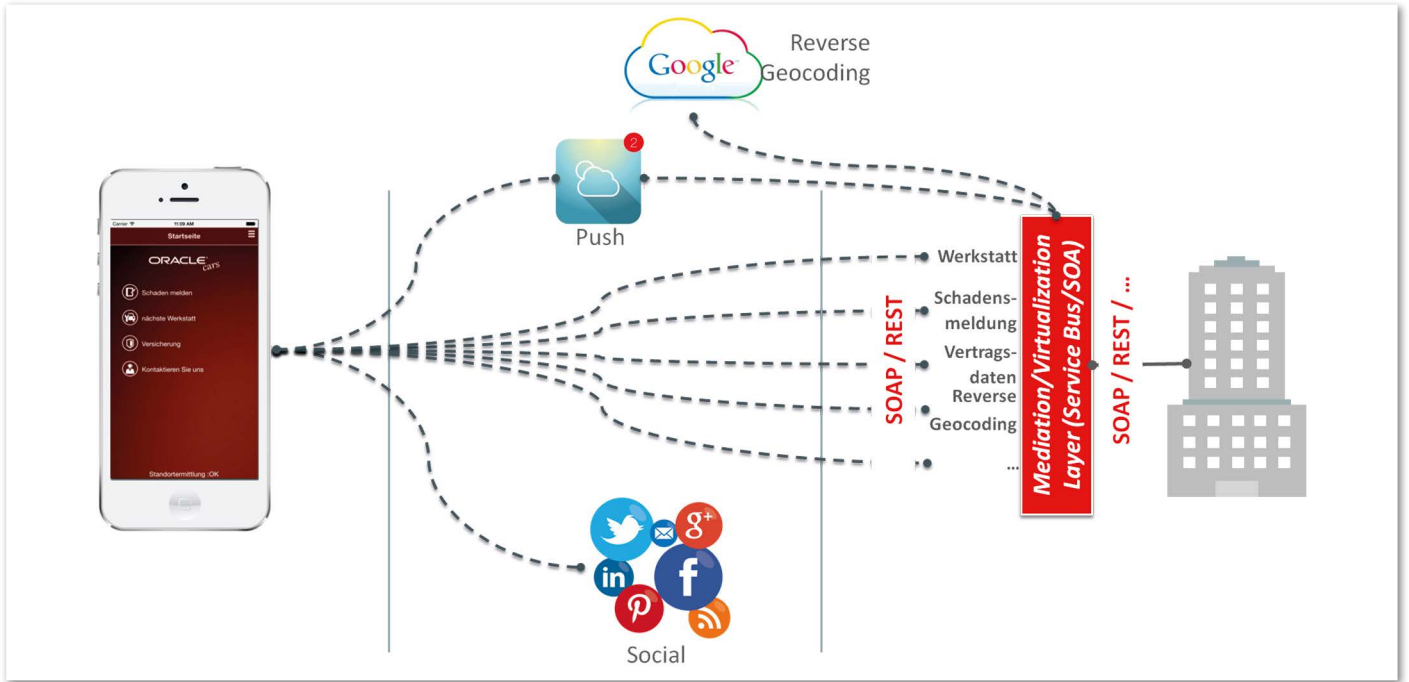 Google
Reverse
Geocoding
2
Push
Carrier
11:09 AM
Startseite
ORACLE
cars
Schaden melden
nächste Werkstatt
Versicherung
Kontaktieren Sie uns
Standortermittlung :OK
SOAP / REST
Werkstatt
Schadens-
meldung
Vertrags-
daten
Reverse
Geocoding
...
Mediation/Virtualization
Layer (Service Bus/SOA)
SOAP / REST / ...
g+
in
f
Social